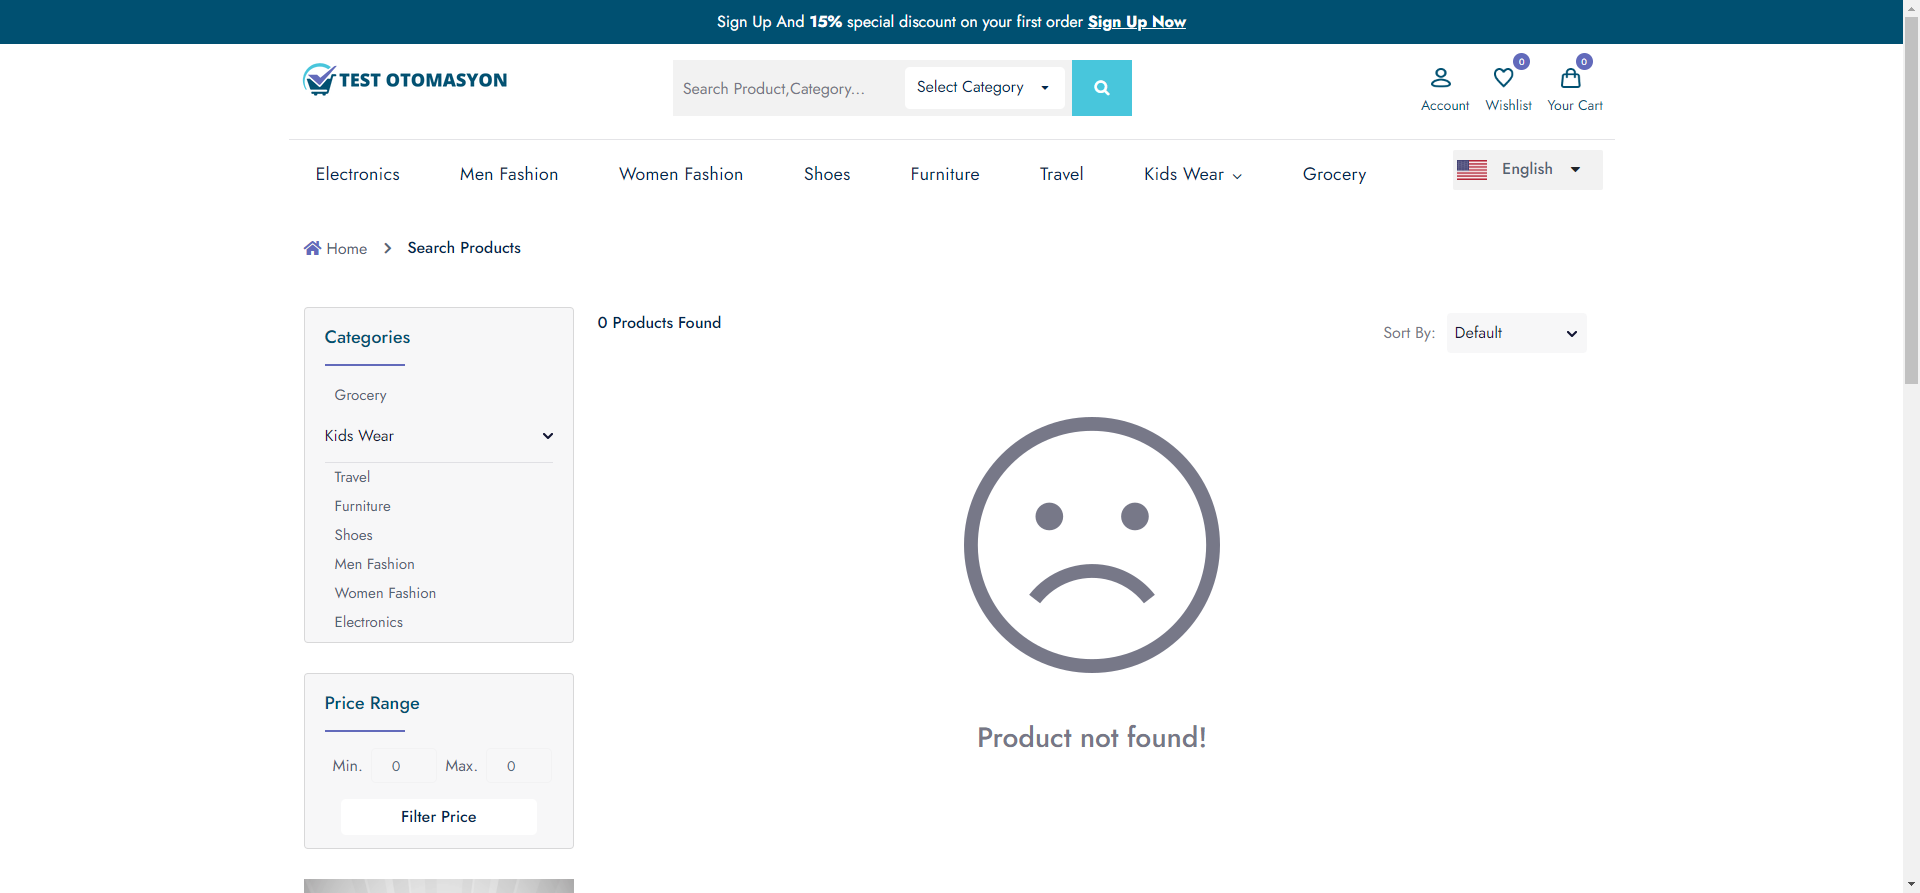 Sign Up And 15% special discount on your first order Sign Up Now
TEST OTOMASYON
Search Product,Category...
Select Category
0
0
Account
Wishlist
Your Cart
Electronics
Men Fashion
Women Fashion
Shoes
Furniture
Travel
Kids Wear
Grocery
English
Home
Search Products
Categories
Grocery
Kids Wear
Travel
Furniture
Shoes
Men Fashion
Women Fashion
Electronics
0 Products Found
Sort By:
Default
Product not found!
Price Range
Min. 0 Max. 0
Filter Price